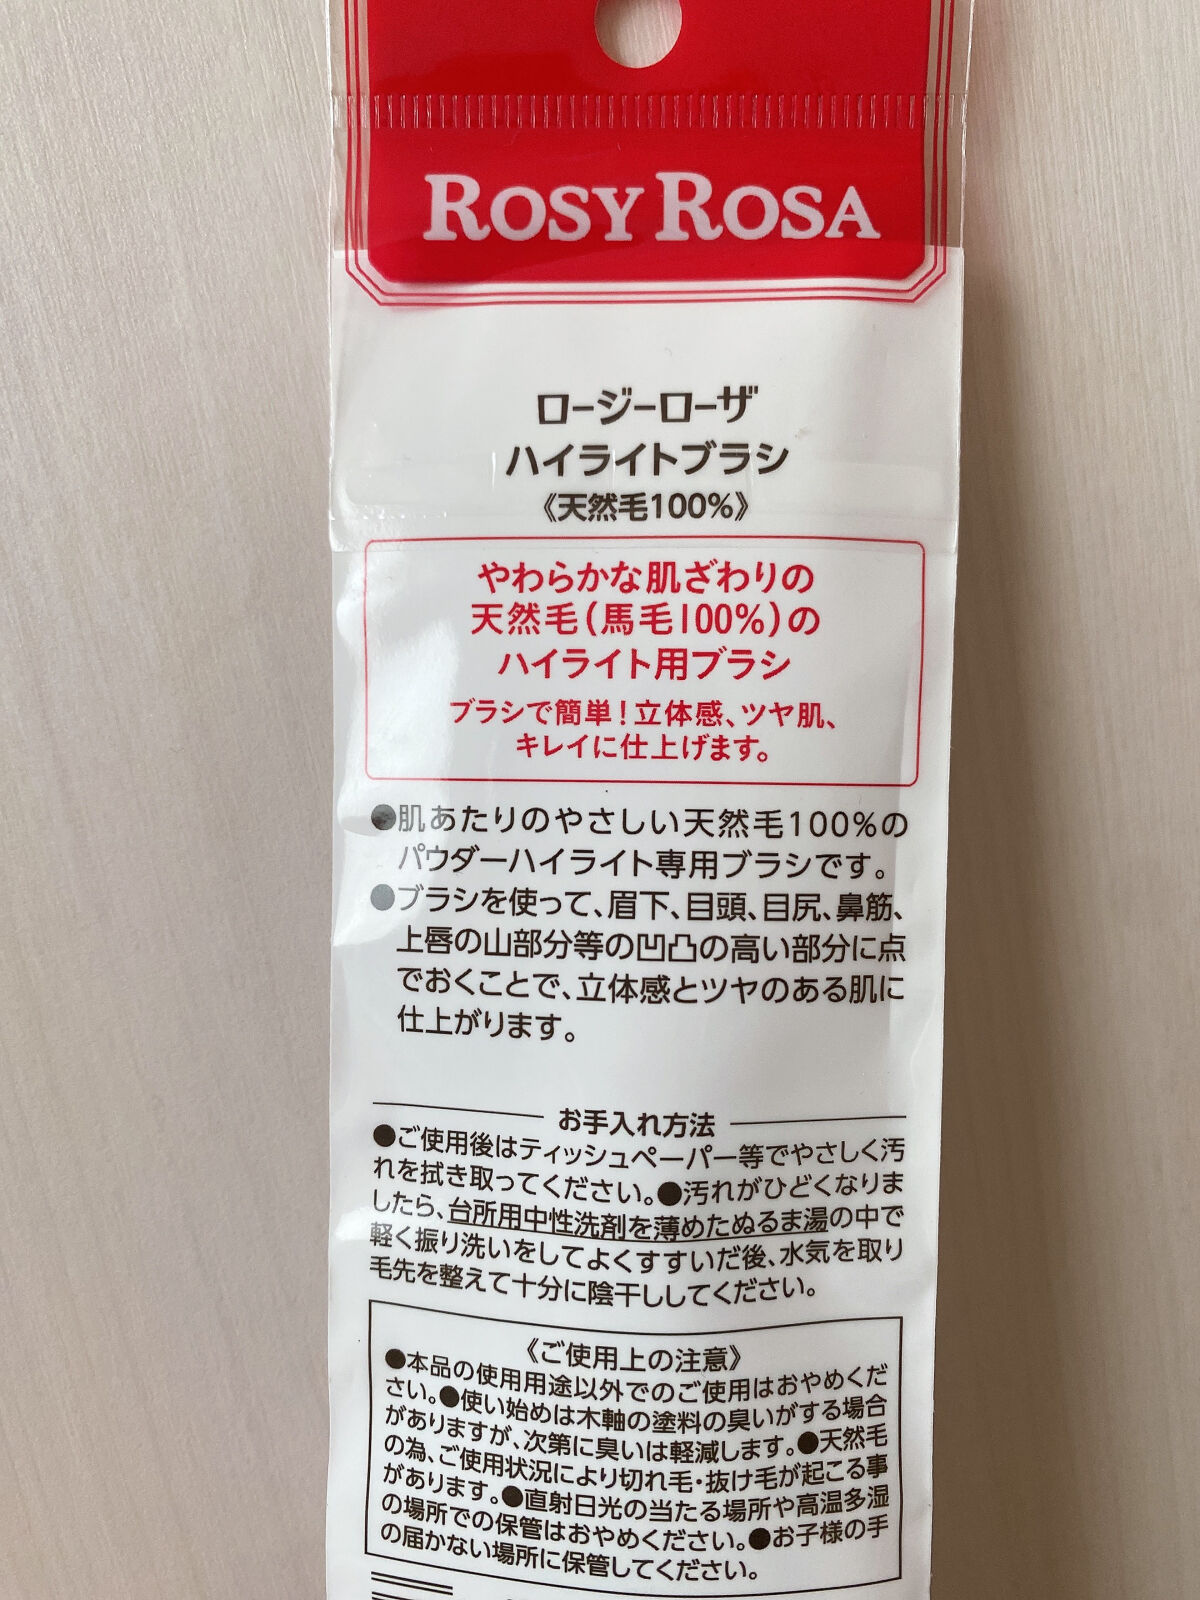 ROSY ROSA
ロージーローザ
ハイライトブラシ
《天然毛100%》
やわらかな肌ざわりの
天然毛(馬毛100%)の
ハイライト用ブラシ
ブラシで簡単!立体感、ツヤ肌、
キレイに仕上げます。
●肌あたりのやさしい天然毛100%の
パウダーハイライト専用ブラシです。
●ブラシを使って、眉下、目頭、目尻、鼻筋、
上唇の山部分等の凹凸の高い部分に点
でおくことで、立体感とツヤのある肌に
仕上がります。
お手入れ方法
●ご使用後はティッシュペーパー等でやさしく汚
れを拭き取ってください。●汚れがひどくなりま
したら、台所用中性洗剤を薄めたぬるま湯の中で
軽く振り洗いをしてよくすすいだ後、水気を取り
毛先を整えて十分に陰干ししてください。
《ご使用上の注意》
●本品の使用用途以外でのご使用はおやめくだ
さい。●使い始めは木軸の塗料の臭いがする場合
がありますが、次第に臭いは軽減します。●天然毛
の為、ご使用状況により切れ毛・抜け毛が起こる事
があります。●直射日光の当たる場所や高温多湿
の場所での保管はおやめください。●お子様の手
の届かない場所に保管してください。